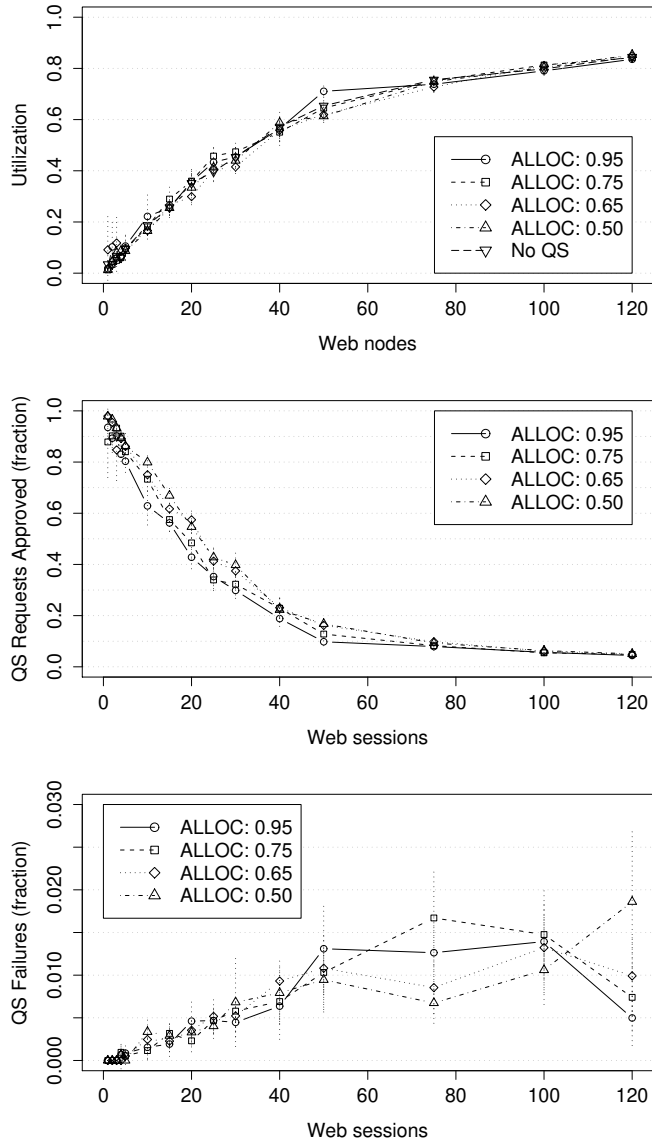 1.0
0.8
0.6
0.4
0.2
0.0
Utilization
ALLOC: 0.95
ALLOC: 0.75
ALLOC: 0.65
ALLOC: 0.50
No QS
0 20 40 60 80 100 120
Web nodes
1.0
0.8
0.6
0.4
0.2
0.0
QS Requests Approved (fraction)
ALLOC: 0.95
ALLOC: 0.75
ALLOC: 0.65
ALLOC: 0.50
0 20 40 60 80 100 120
Web sessions
0.030
0.020
0.010
0.000
QS Failures (fraction)
ALLOC: 0.95
ALLOC: 0.75
ALLOC: 0.65
ALLOC: 0.50
0 20 40 60 80 100 120
Web sessions